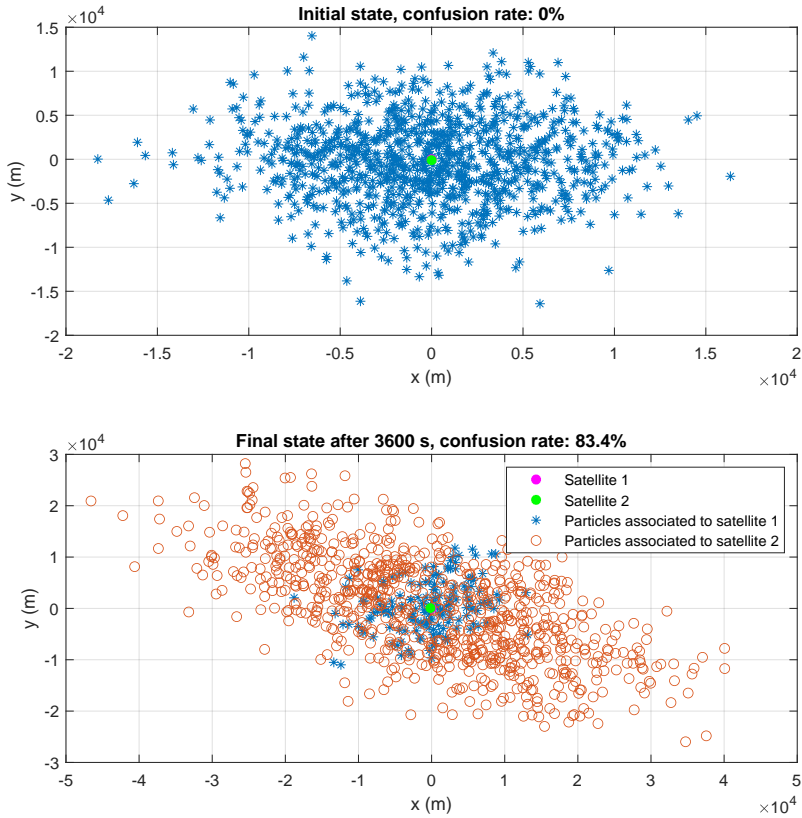 Initial state, confusion rate: 0%
×10^4
1.5
1
0.5
0
-0.5
-1
-1.5
-2
y (m)
-2 -1.5 -1 -0.5 0 0.5 1 1.5 2
x (m)
×10^4
Final state after 3600 s, confusion rate: 83.4%
×10^4
3
2
1
0
-1
-2
-3
y (m)
Satellite 1
Satellite 2
Particles associated to satellite 1
Particles associated to satellite 2
-5 -4 -3 -2 -1 0 1 2 3 4 5
x (m)
×10^4